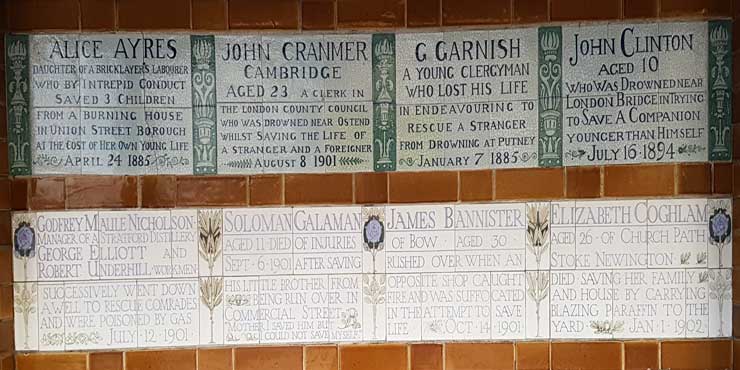 ALICE AYRES
DAUGHTER OF A BRICKLAYER'S LABOURER
WHO BY INTREPID CONDUCT
SAVED 3 CHILDREN
FROM A BURNING HOUSE
IN UNION STREET BOROUGH
AT THE COST OF HER OWN YOUNG LIFE
APRIL 24 1885
JOHN CRANMER
CAMBRIDGE
AGED 23 A CLERK IN
THE LONDON COUNTY COUNCIL
WHO WAS DROWNED NEAR OSTEND
WHILST SAVING THE LIFE OF
A STRANGER AND A FOREIGNER
AUGUST 8 1901
G GARNISH
A YOUNG CLERGYMAN
WHO LOST HIS LIFE
IN ENDEAVOURING TO
RESCUE A STRANGER
FROM DROWNING AT PUTNEY
JANUARY 7 1885
JOHN CLINTON
AGED 10
WHO WAS DROWNED NEAR
LONDON BRIDGE IN TRYING
TO SAVE A COMPANION
YOUNGER THAN HIMSELF
JULY 16 1894
GODFREY MAULE NICHOLSON
MANAGER OF A STRATFORD DISTILLERY
GEORGE ELLIOTT AND
ROBERT UNDERHILL WORKMEN
SUCCESSIVELY WENT DOWN
A WELL TO RESCUE COMRADES
AND WERE POISONED BY GAS
JULY 12 1901
SOLOMAN GALAMAN
AGED 11 DIED OF INJURIES
SEPT 6 1901 AFTER SAVING
HIS LITTLE BROTHER FROM
BEING RUN OVER IN
COMMERCIAL STREET
"MOTHER I SAVED HIM BUT I
COULD NOT SAVE MYSELF"
JAMES BANNISTER
OF BOW AGED 30
RUSHED OVER WHEN AN
OPPOSITE SHOP CAUGHT
FIRE AND WAS SUFFOCATED
IN THE ATTEMPT TO SAVE
LIFE OCT 14 1901
ELIZABETH COGHLAM
AGED 26 OF CHURCH PATH
STOKE NEWINGTON
DIED SAVING HER FAMILY
AND HOUSE BY CARRYING
BLAZING PARAFFIN TO THE
YARD JAN 1 1902